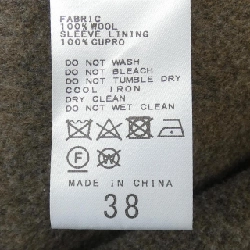 FABRIC
100%WOOL
SLEEVE LINING
100%CUPRO
DO NOT WASH
DO NOT BLEACH
DO NOT TUMBLE DRY
COOL IRON
DRY CLEAN
DO NOT WET CLEAN
F W
MADE IN CHINA
38